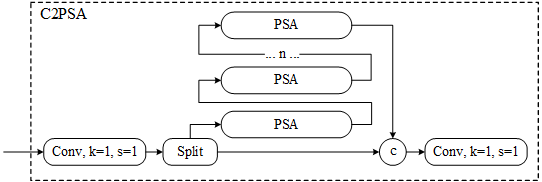 C2PSA
PSA
... n ...
PSA
PSA
Conv, k=1, s=1
Split
c
Conv, k=1, s=1